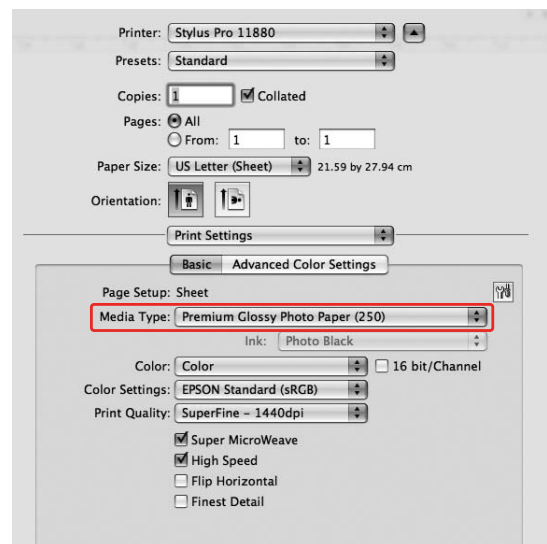 Printer: Stylus Pro 11880
Presets: Standard
Copies: 1 Collated
Pages: All
From: 1 to: 1
Paper Size: US Letter (Sheet) 21.59 by 27.94 cm
Orientation:
Print Settings
Basic Advanced Color Settings
Page Setup: Sheet
Media Type: Premium Glossy Photo Paper (250)
Ink: Photo Black
Color: Color 16 bit/Channel
Color Settings: EPSON Standard (sRGB)
Print Quality: SuperFine – 1440dpi
Super MicroWeave
High Speed
Flip Horizontal
Finest Detail